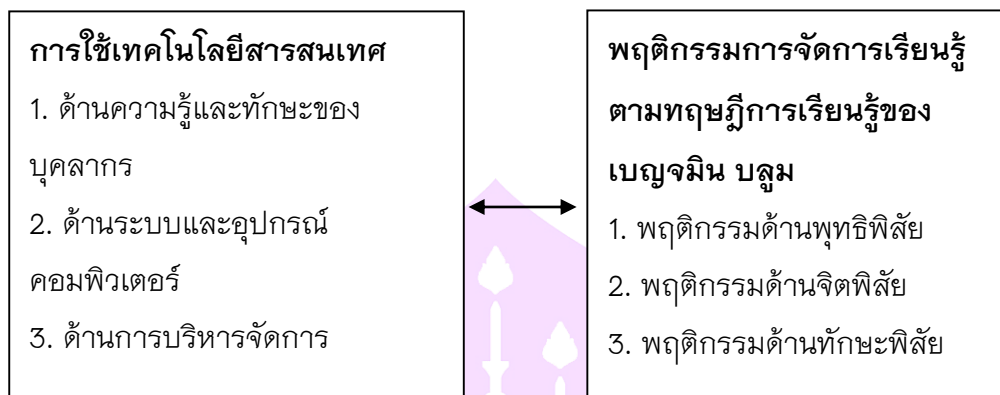 การใช้เทคโนโลยีสารสนเทศ
1. ด้านความรู้และทักษะของ
บุคลากร
2. ด้านระบบและอุปกรณ์
คอมพิวเตอร์
3. ด้านการบริหารจัดการ
พฤติกรรมการจัดการเรียนรู้
ตามทฤษฎีการเรียนรู้ของ
เบญจมิน บลูม
1. พฤติกรรมด้านพุทธิพิสัย
2. พฤติกรรมด้านจิตพิสัย
3. พฤติกรรมด้านทักษะพิสัย